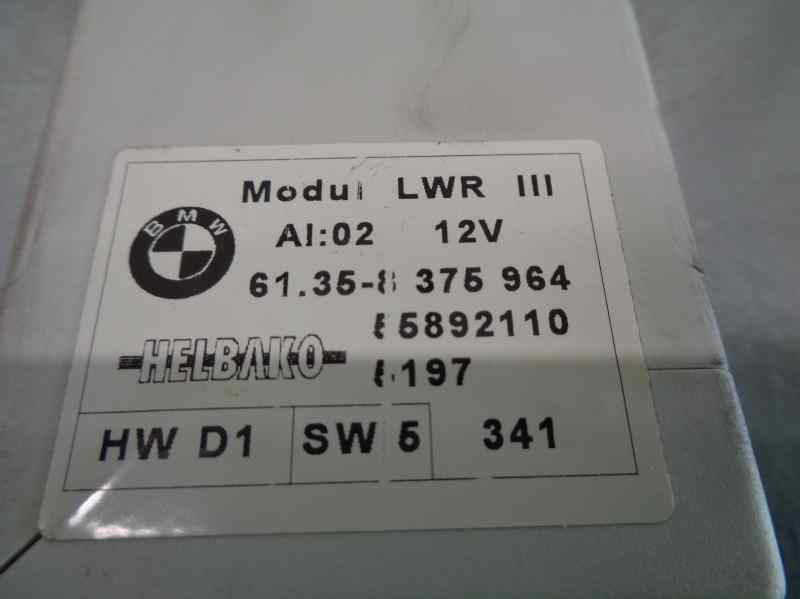 Modul LWR III
BMW
AI:02 12V
61.35-8 375 964
5892110
HELBAKO
197
HW D1 SW 5 341